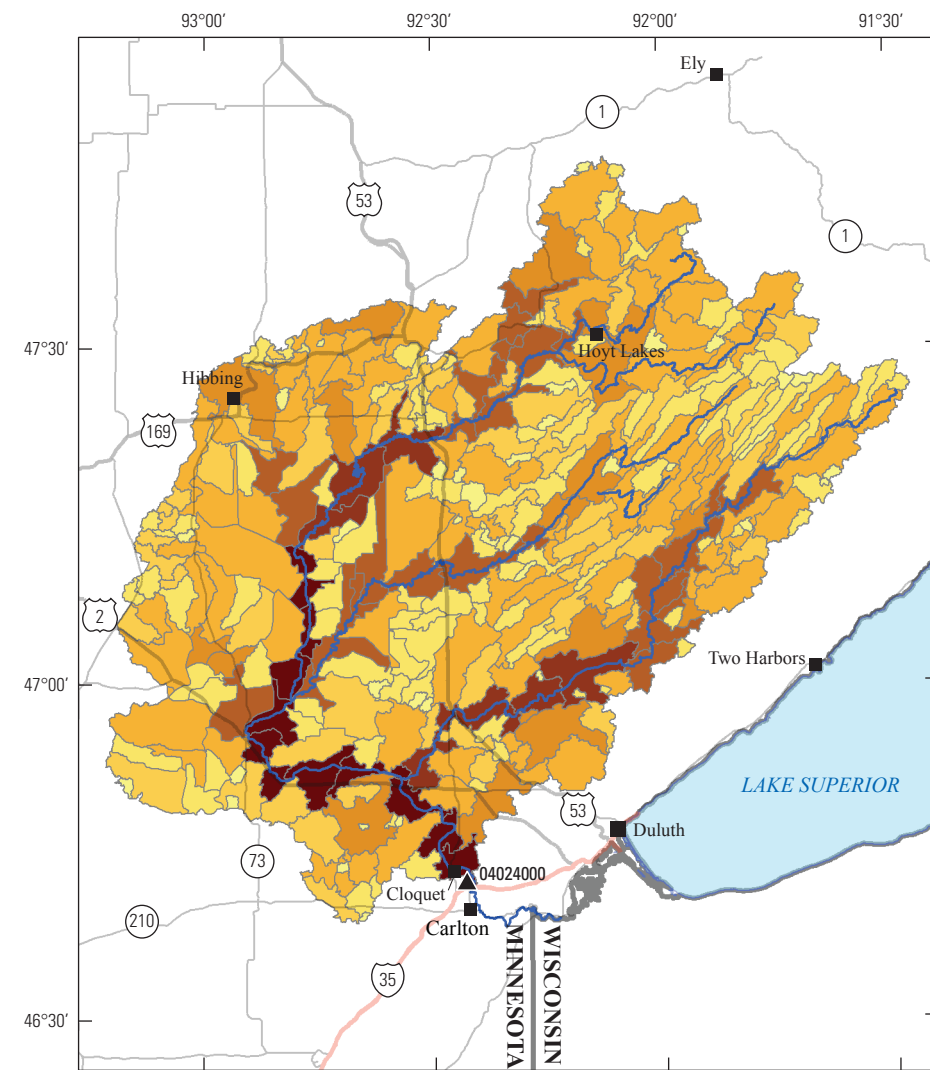 93°00′ 92°30′ 92°00′ 91°30′
Ely
1
53
1
47°30′
Hoyt Lakes
Hibbing
169
2
Two Harbors
47°00′
LAKE SUPERIOR
53
Duluth
73
04024000
Cloquet
210
Carlton
MINNESOTA
WISCONSIN
35
46°30′